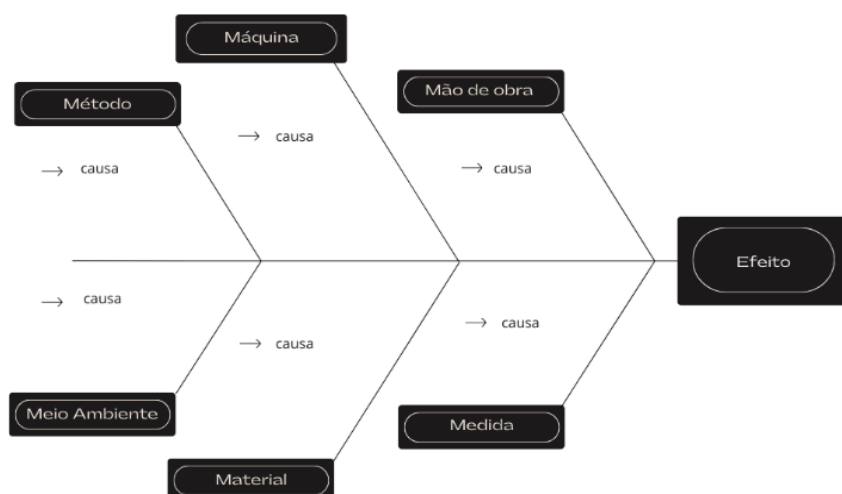 Máquina
Mão de obra
Método
causa
causa
causa
Efeito
causa
causa
causa
Meio Ambiente
Medida
Material